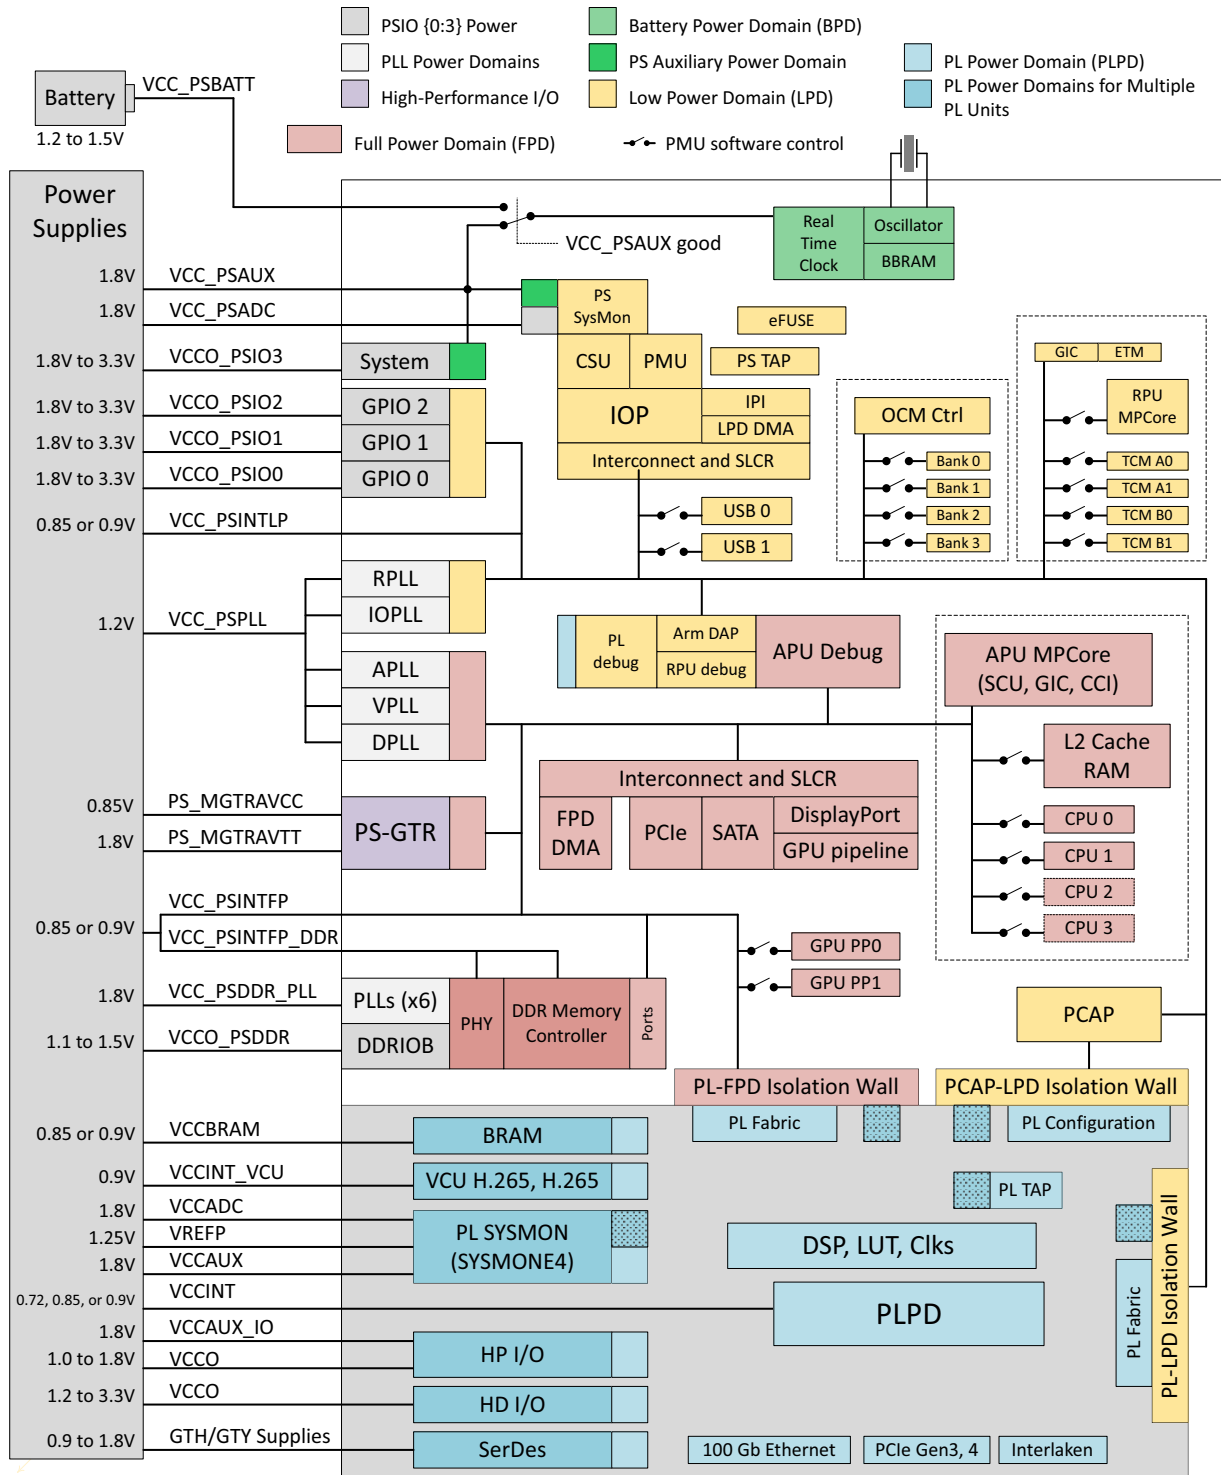 PSIO {0:3} Power
Battery Power Domain (BPD)
PLL Power Domains
PS Auxiliary Power Domain
PL Power Domain (PLPD)
High-Performance I/O
Low Power Domain (LPD)
PL Power Domains for Multiple
PL Units
Full Power Domain (FPD)
PMU software control
Battery
VCC_PSBATT
1.2 to 1.5V
Power
Supplies
VCC_PSAUX good
Real
Time
Clock
Oscillator
BBRAM
1.8V
VCC_PSAUX
1.8V
VCC_PSADC
PS
SysMon
eFUSE
1.8V to 3.3V
VCCO_PSIO3
System
CSU
PMU
PS TAP
GIC
ETM
RPU
MPCore
1.8V to 3.3V
VCCO_PSIO2
GPIO 2
IOP
IPI
LPD DMA
OCM Ctrl
1.8V to 3.3V
VCCO_PSIO1
GPIO 1
1.8V to 3.3V
VCCO_PSIO0
GPIO 0
Interconnect and SLCR
Bank 0
Bank 1
Bank 2
Bank 3
TCM A0
TCM A1
TCM B0
TCM B1
0.85 or 0.9V
VCC_PSINTLP
USB 0
USB 1
1.2V
VCC_PSPLL
RPLL
IOPLL
APLL
VPLL
DPLL
PL
debug
Arm DAP
RPU debug
APU Debug
APU MPCore
(SCU, GIC, CCI)
L2 Cache
RAM
Interconnect and SLCR
FPD
DMA
PCIe
SATA
DisplayPort
GPU pipeline
CPU 0
CPU 1
CPU 2
CPU 3
0.85V
PS_MGTRAVCC
1.8V
PS_MGTRAVTT
PS-GTR
VCC_PSINTFP
0.85 or 0.9V
VCC_PSINTFP_DDR
GPU PP0
GPU PP1
1.8V
VCC_PSDDR_PLL
PLLs (x6)
PHY
DDR Memory
Controller
Ports
PCAP
1.1 to 1.5V
VCCO_PSDDR
DDRIOB
PL-FPD Isolation Wall
PCAP-LPD Isolation Wall
PL Fabric
PL Configuration
0.85 or 0.9V
VCCBRAM
BRAM
0.9V
VCCINT_VCU
VCU H.265, H.265
PL TAP
1.8V
VCCADC
1.25V
VREFP
PL SYSMON
(SYSMONE4)
1.8V
VCCAUX
DSP, LUT, Clks
PL Fabric
PL-LPD Isolation Wall
0.72, 0.85, or 0.9V
VCCINT
PLPD
1.8V
VCCAUX_IO
HP I/O
1.0 to 1.8V
VCCO
1.2 to 3.3V
VCCO
HD I/O
0.9 to 1.8V
GTH/GTY Supplies
SerDes
100 Gb Ethernet
PCIe Gen3, 4
Interlaken